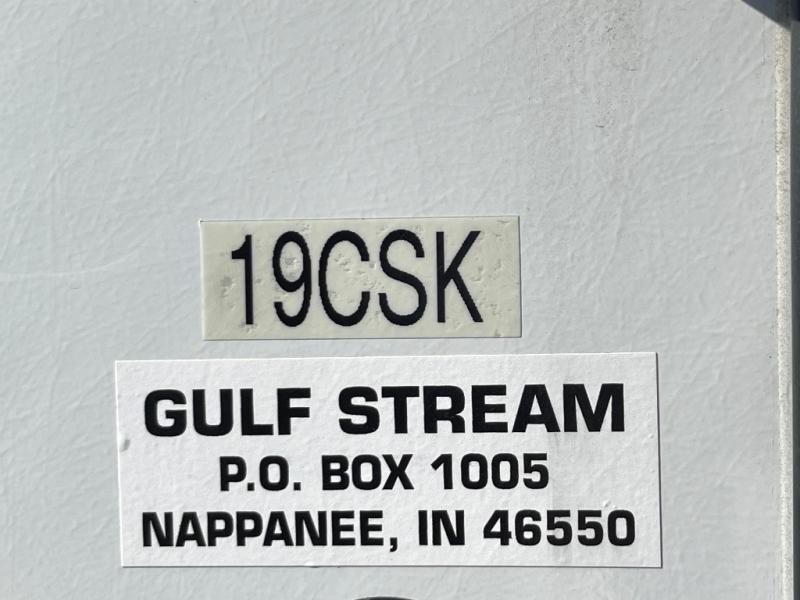 19CSK
GULF STREAM
P.O. BOX 1005
NAPPANEE, IN 46550